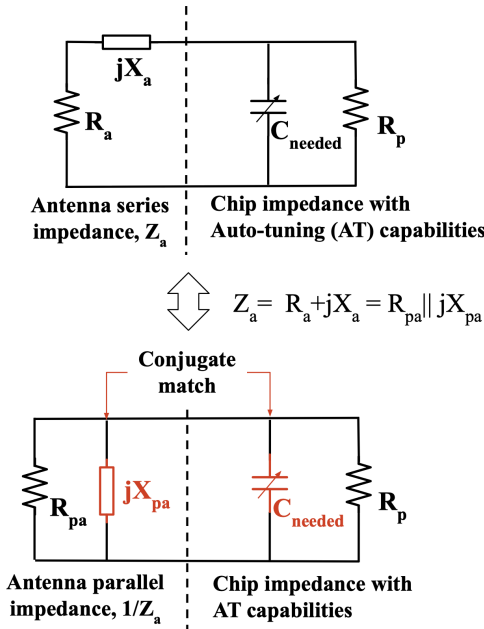 jXa
Ra
Cneeded
Rp
Antenna series
impedance, Za
Chip impedance with
Auto-tuning (AT) capabilities
Za = Ra+jXa = Rpa|| jXpa
Conjugate
match
Rpa
jXpa
Cneeded
Rp
Antenna parallel
impedance, 1/Za
Chip impedance with
AT capabilities